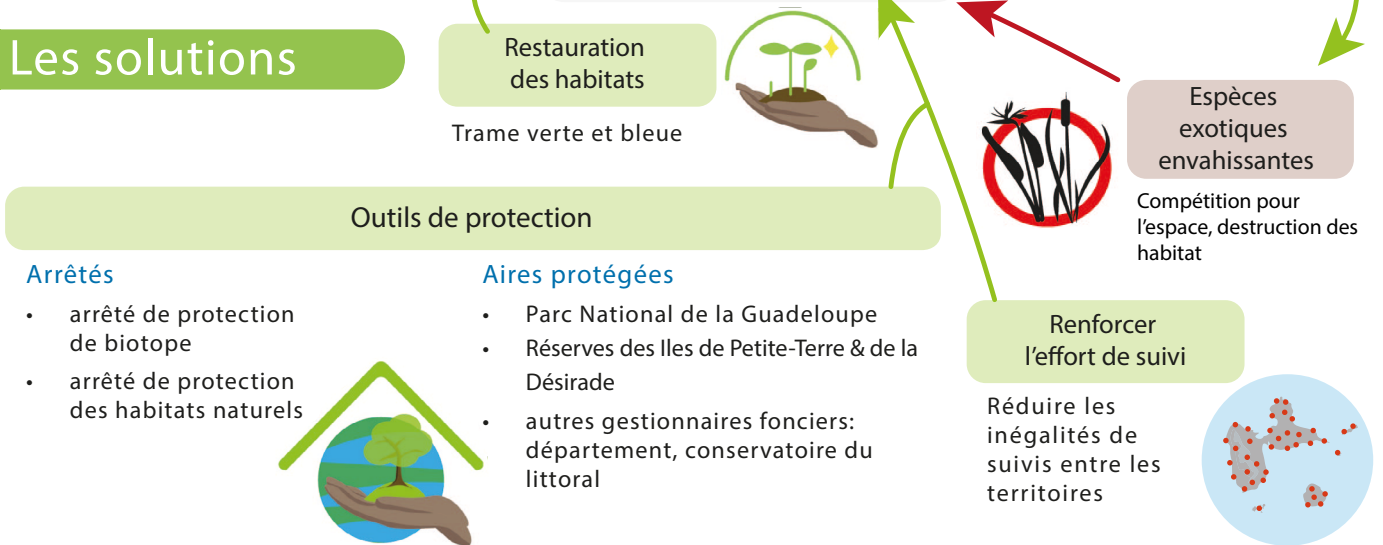 Les solutions
Restauration
des habitats
Trame verte et bleue
Espèces
exotiques
envahissantes
Compétition pour
l'espace, destruction des
habitat
Outils de protection
Arrêtés
• arrêté de protection
de biotope
• arrêté de protection
des habitats naturels
Aires protégées
• Parc National de la Guadeloupe
• Réserves des Iles de Petite-Terre & de la
Désirade
• autres gestionnaires fonciers:
département, conservatoire du
littoral
Renforcer
l'effort de suivi
Réduire les
inégalités de
suivis entre les
territoires